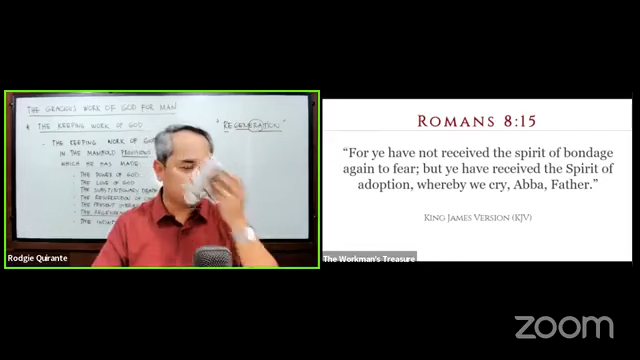 THE GRACIOUS WORK OF GOD FOR MAN
THE KEEPING WORK OF GOD
"REGENERATION"
- THE KEEPING WORK OF GOD
IN THE MANIFOLD PROVISIONS
WHICH HE HAS MADE:
- THE POWER OF GOD
- THE LOVE OF GOD
- THE SUBSTITUTIONARY DEATH
- THE RESURRECTION OF
- THE PRESENT
- THE
- THE
Rodgie Quirante
ROMANS 8:15
“For ye have not received the spirit of bondage
again to fear; but ye have received the Spirit of
adoption, whereby we cry, Abba, Father.”
KING JAMES VERSION (KJV)
The Workman's Treasure
zoom